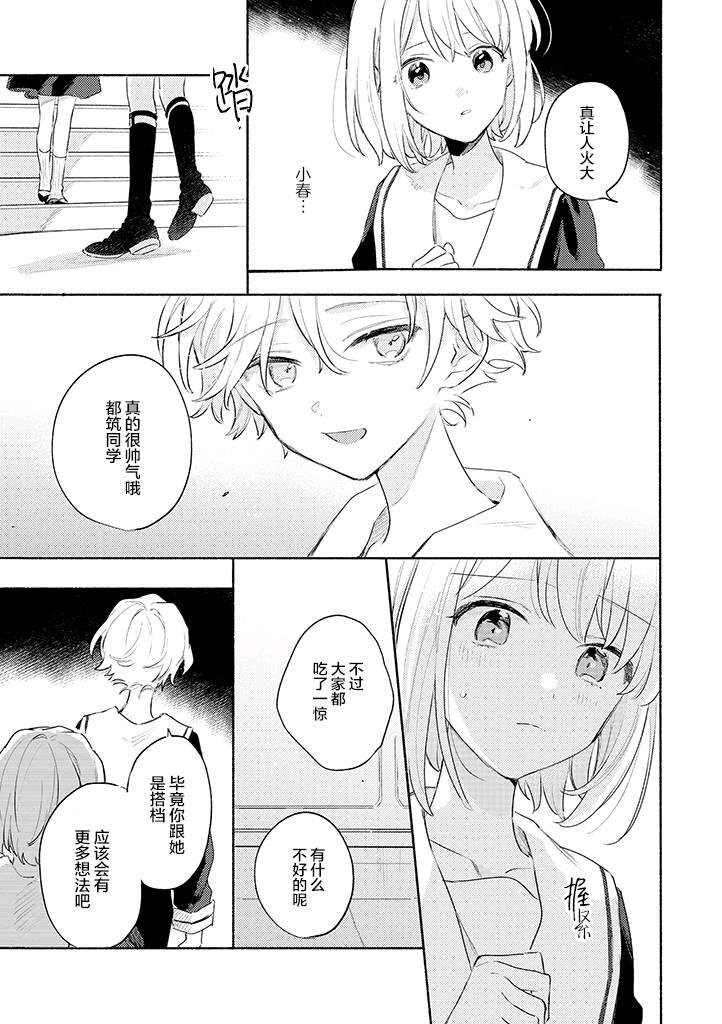 真让人火大
小春…
踏!
真的很帅气哦
都筑同学
握紧
不过
大家都
吃了一惊
有什么
不好的呢
毕竟你跟她
是搭档
应该会有
更多想法吧